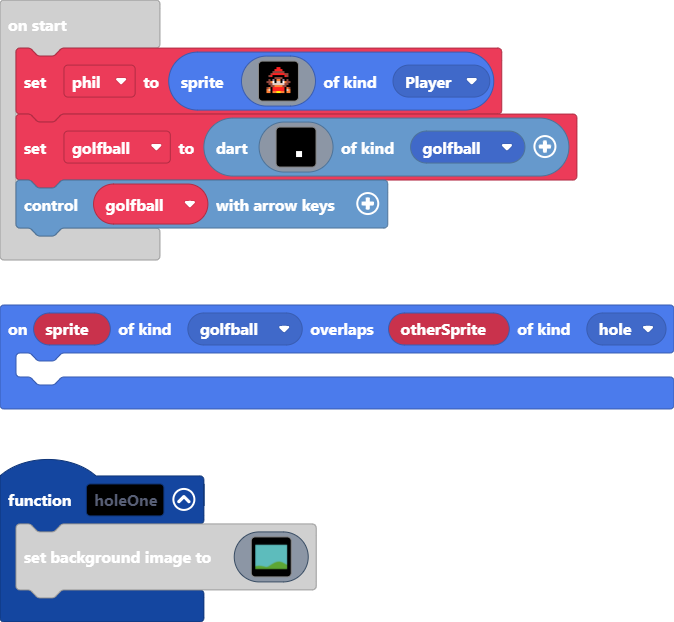 on start
set phil to sprite of kind Player
set golfball to dart of kind golfball
control golfball with arrow keys
on sprite of kind golfball overlaps otherSprite of kind hole
function holeOne
set background image to